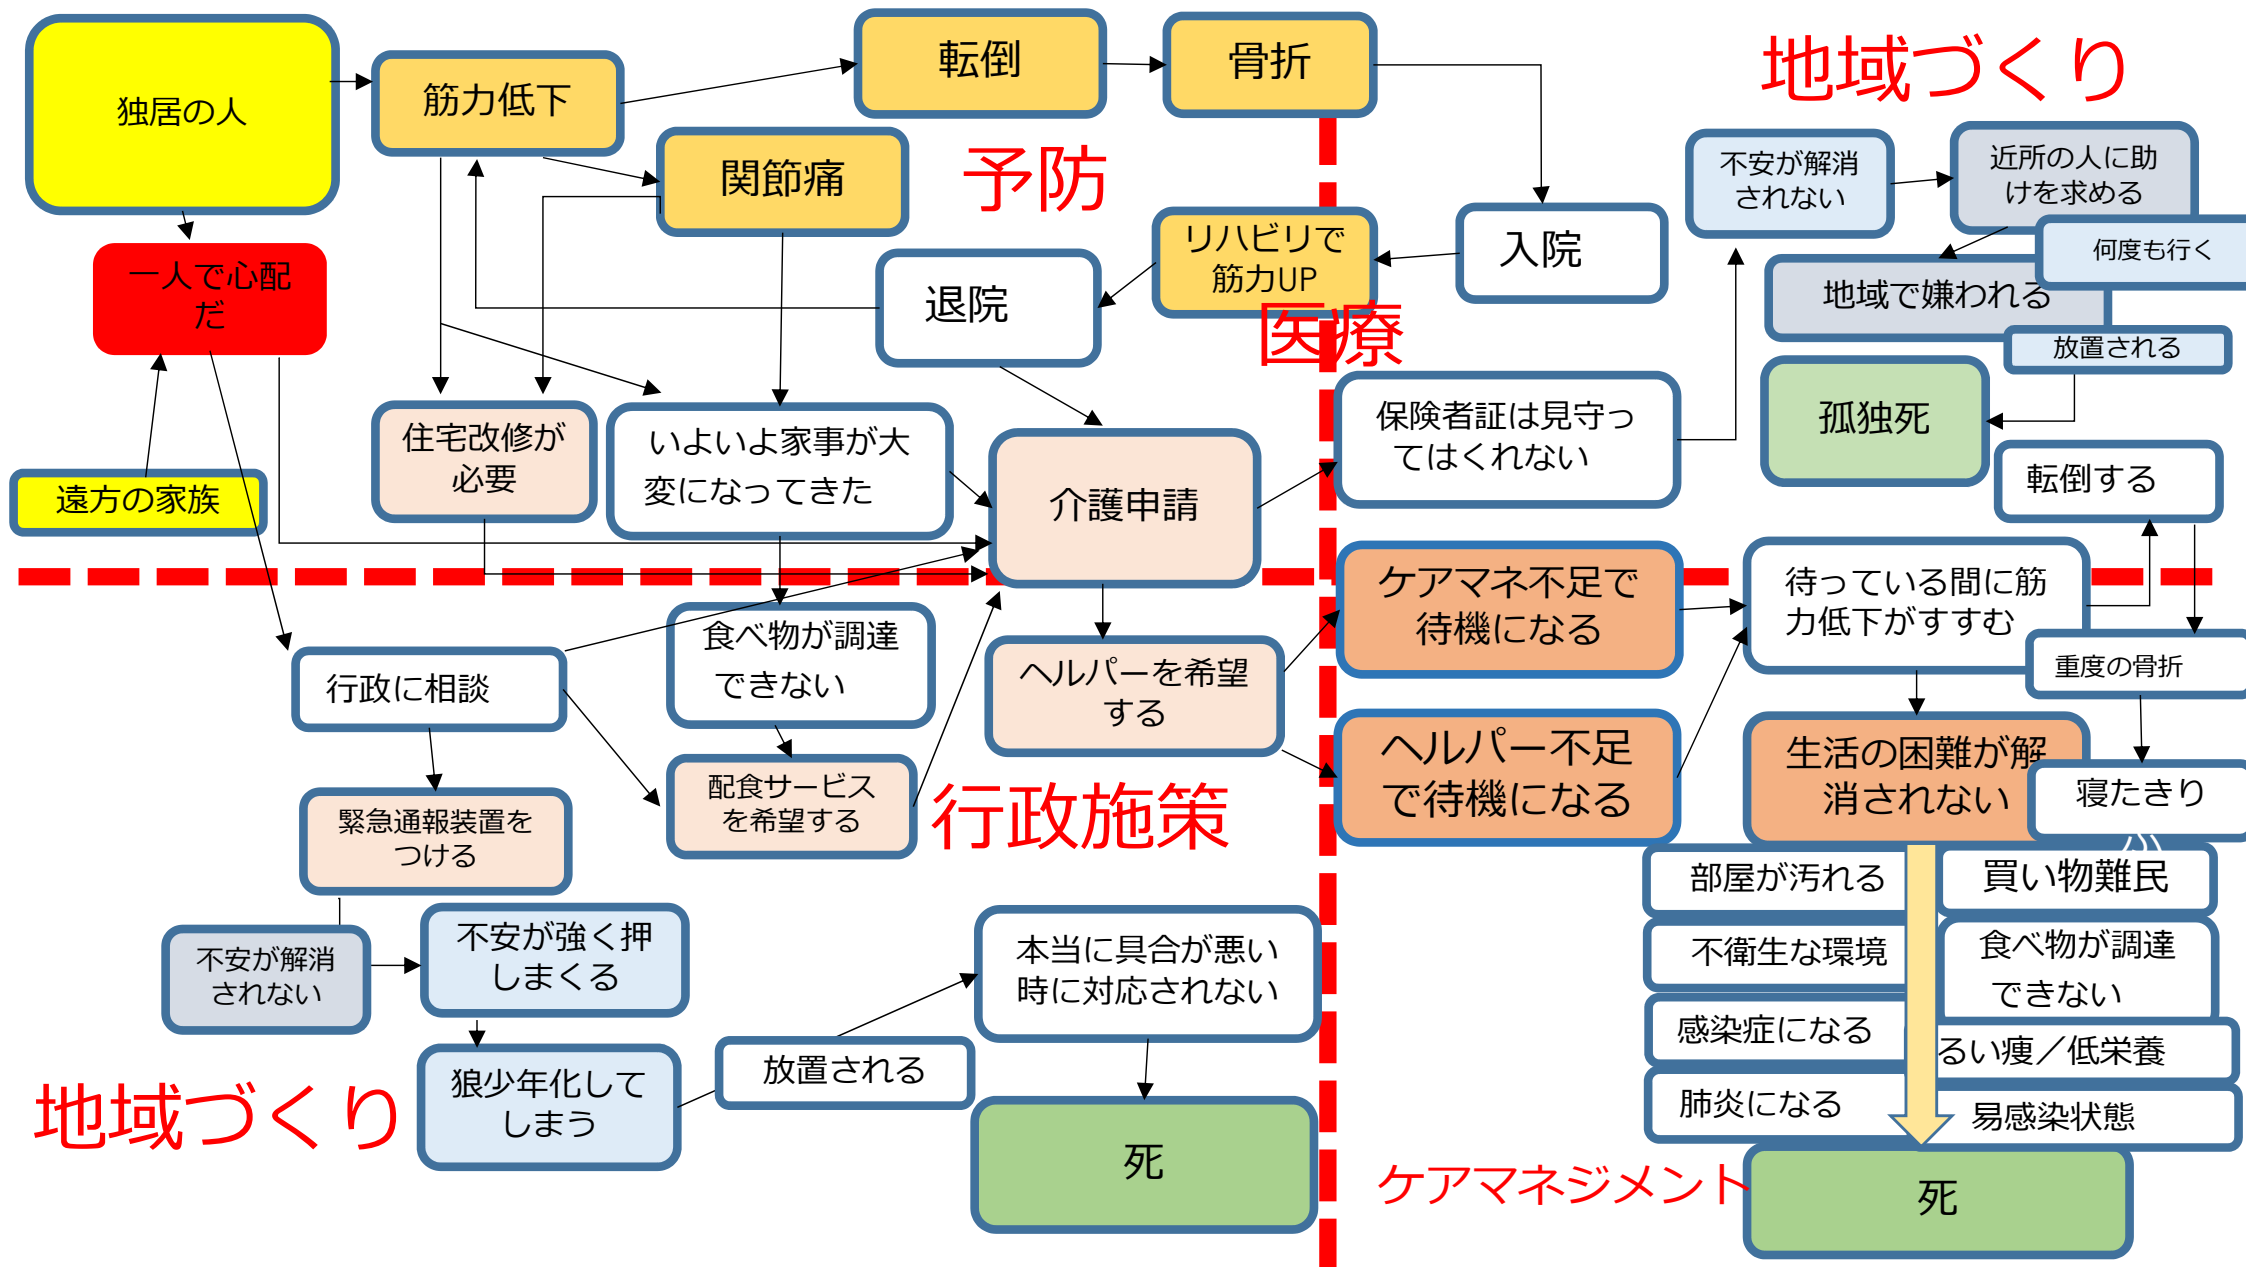 独居の人
筋力低下
転倒
骨折
地域づくり
予防
関節痛
不安が解消
されない
近所の人に助
けを求める
何度も行く
一人で心配
だ
退院
リハビリで
筋力UP
入院
医療
地域で嫌われる
放置される
孤独死
遠方の家族
住宅改修が
必要
いよいよ家事が大
変になってきた
介護申請
保険者証は見守っ
てはくれない
転倒する
行政に相談
食べ物が調達
できない
ヘルパーを希望
する
ケアマネ不足で
待機になる
待っている間に筋
力低下がすすむ
重度の骨折
緊急通報装置を
つける
配食サービス
を希望する
行政施策
ヘルパー不足
で待機になる
生活の困難が解
消されない
寝たきり
部屋が汚れる
買い物難民
不安が解消
されない
不安が強く押
しまくる
本当に具合が悪い
時に対応されない
不衛生な環境
食べ物が調達
できない
感染症になる
るい痩／低栄養
地域づくり
狼少年化して
しまう
放置される
肺炎になる
易感染状態
死
ケアマネジメント
死